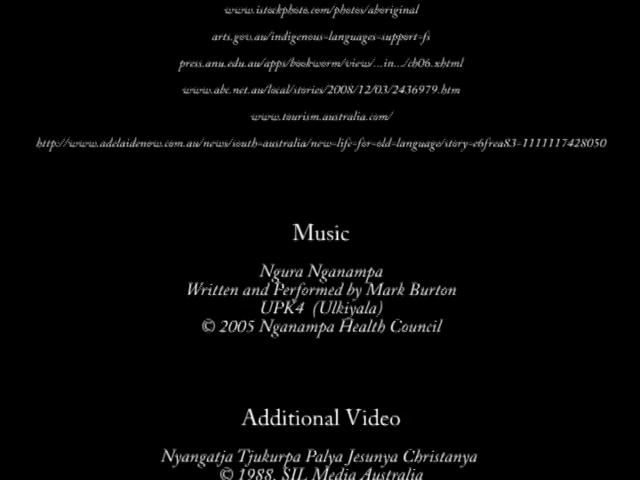 www.istockphoto.com/photos/aboriginal
arts.gov.au/indigenous-languages-support-fs
press.anu.edu.au/apps/bookworm/view/...in.../ch06.xhtml
www.abc.net.au/local/stories/2008/12/03/2436979.htm
www.tourism.australia.com/
http://www.adelaidenow.com.au/news/south-australia/new-life-for-old-language/story-e6frea83-1111117428050
Music
Ngura Nganampa
Written and Performed by Mark Burton
UPK4 (Ulkiyala)
© 2005 Nganampa Health Council
Additional Video
Nyangatja Tjukurpa Palya Jesunya Christanya
© 1988, SIL Media Australia